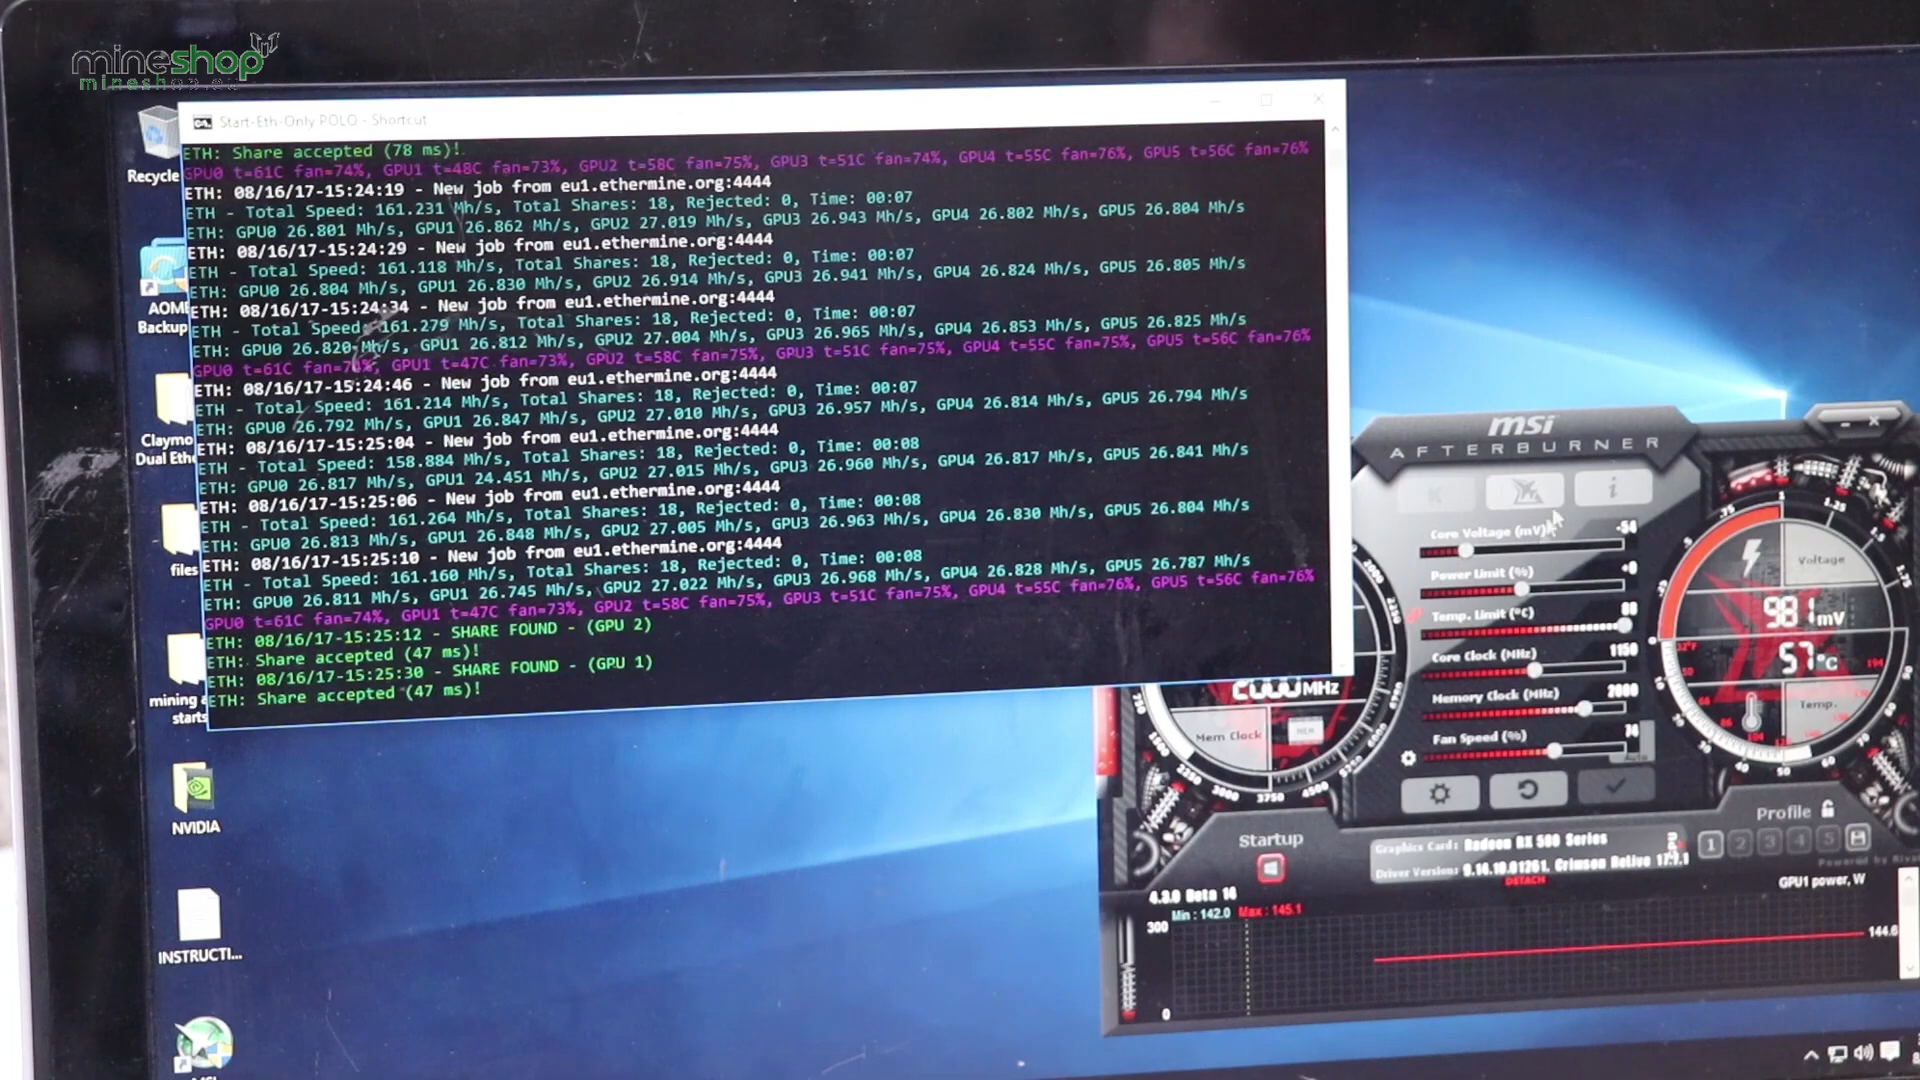 mineshop
mineshop.eu
Start-Eth-Only POLO - Shortcut
ETH: Share accepted (78 ms)!
GPU0 t=61C fan=74%, GPU1 t=48C fan=73%, GPU2 t=58C fan=75%, GPU3 t=51C fan=74%, GPU4 t=55C fan=76%, GPU5 t=56C fan=76%
ETH: 08/16/17-15:24:19 - New job from eu1.ethermine.org:4444
ETH - Total Speed: 161.231 Mh/s, Total Shares: 18, Rejected: 0, Time: 00:07
ETH: GPU0 26.801 Mh/s, GPU1 26.862 Mh/s, GPU2 27.019 Mh/s, GPU3 26.943 Mh/s, GPU4 26.802 Mh/s, GPU5 26.804 Mh/s
ETH: 08/16/17-15:24:29 - New job from eu1.ethermine.org:4444
ETH - Total Speed: 161.118 Mh/s, Total Shares: 18, Rejected: 0, Time: 00:07
ETH: GPU0 26.804 Mh/s, GPU1 26.830 Mh/s, GPU2 26.914 Mh/s, GPU3 26.941 Mh/s, GPU4 26.824 Mh/s, GPU5 26.805 Mh/s
ETH: 08/16/17-15:24:34 - New job from eu1.ethermine.org:4444
ETH - Total Speed: 161.279 Mh/s, Total Shares: 18, Rejected: 0, Time: 00:07
ETH: GPU0 26.820 Mh/s, GPU1 26.812 Mh/s, GPU2 27.004 Mh/s, GPU3 26.965 Mh/s, GPU4 26.853 Mh/s, GPU5 26.825 Mh/s
GPU0 t=61C fan=74%, GPU1 t=47C fan=73%, GPU2 t=58C fan=75%, GPU3 t=51C fan=75%, GPU4 t=55C fan=75%, GPU5 t=56C fan=76%
ETH: 08/16/17-15:24:46 - New job from eu1.ethermine.org:4444
ETH - Total Speed: 161.214 Mh/s, Total Shares: 18, Rejected: 0, Time: 00:07
ETH: GPU0 26.792 Mh/s, GPU1 26.847 Mh/s, GPU2 27.010 Mh/s, GPU3 26.957 Mh/s, GPU4 26.814 Mh/s, GPU5 26.794 Mh/s
ETH: 08/16/17-15:25:04 - New job from eu1.ethermine.org:4444
ETH - Total Speed: 158.884 Mh/s, Total Shares: 18, Rejected: 0, Time: 00:08
ETH: GPU0 26.817 Mh/s, GPU1 24.451 Mh/s, GPU2 27.015 Mh/s, GPU3 26.960 Mh/s, GPU4 26.817 Mh/s, GPU5 26.841 Mh/s
ETH: 08/16/17-15:25:06 - New job from eu1.ethermine.org:4444
ETH - Total Speed: 161.264 Mh/s, Total Shares: 18, Rejected: 0, Time: 00:08
ETH: GPU0 26.813 Mh/s, GPU1 26.848 Mh/s, GPU2 27.005 Mh/s, GPU3 26.963 Mh/s, GPU4 26.830 Mh/s, GPU5 26.804 Mh/s
ETH: 08/16/17-15:25:10 - New job from eu1.ethermine.org:4444
ETH - Total Speed: 161.160 Mh/s, Total Shares: 18, Rejected: 0, Time: 00:08
ETH: GPU0 26.811 Mh/s, GPU1 26.745 Mh/s, GPU2 27.022 Mh/s, GPU3 26.968 Mh/s, GPU4 26.828 Mh/s, GPU5 26.787 Mh/s
GPU0 t=61C fan=74%, GPU1 t=47C fan=73%, GPU2 t=58C fan=75%, GPU3 t=51C fan=75%, GPU4 t=55C fan=76%, GPU5 t=56C fan=76%
ETH: 08/16/17-15:25:12 - SHARE FOUND - (GPU 2)
ETH: Share accepted (47 ms)!
ETH: 08/16/17-15:25:30 - SHARE FOUND - (GPU 1)
ETH: Share accepted (47 ms)!
Recycle
AOME
Backup
Claymo
Dual Eth
files
mining
starts
NVIDIA
INSTRUCTI...
msi
AFTERBURNER
Core Voltage (mV) -54
Power Limit (%) +0
Temp. Limit (°C) 88
Core Clock (MHz) 1150
Memory Clock (MHz) 2000
Fan Speed (%) 74
Auto
Voltage
981 mV
57 °C
Temp.
2000 MHz
Mem Clock
MEM
Startup
Profile
1 2 3 4 5
Graphics Card: Radeon RX 580 Series
Driver Version: 9.14.10.01261, Crimson ReLive 17.7.1
DETACH
4.3.0 Beta 14
Min : 142.0 Max : 145.1
GPU1 power, W
300
144.6
0